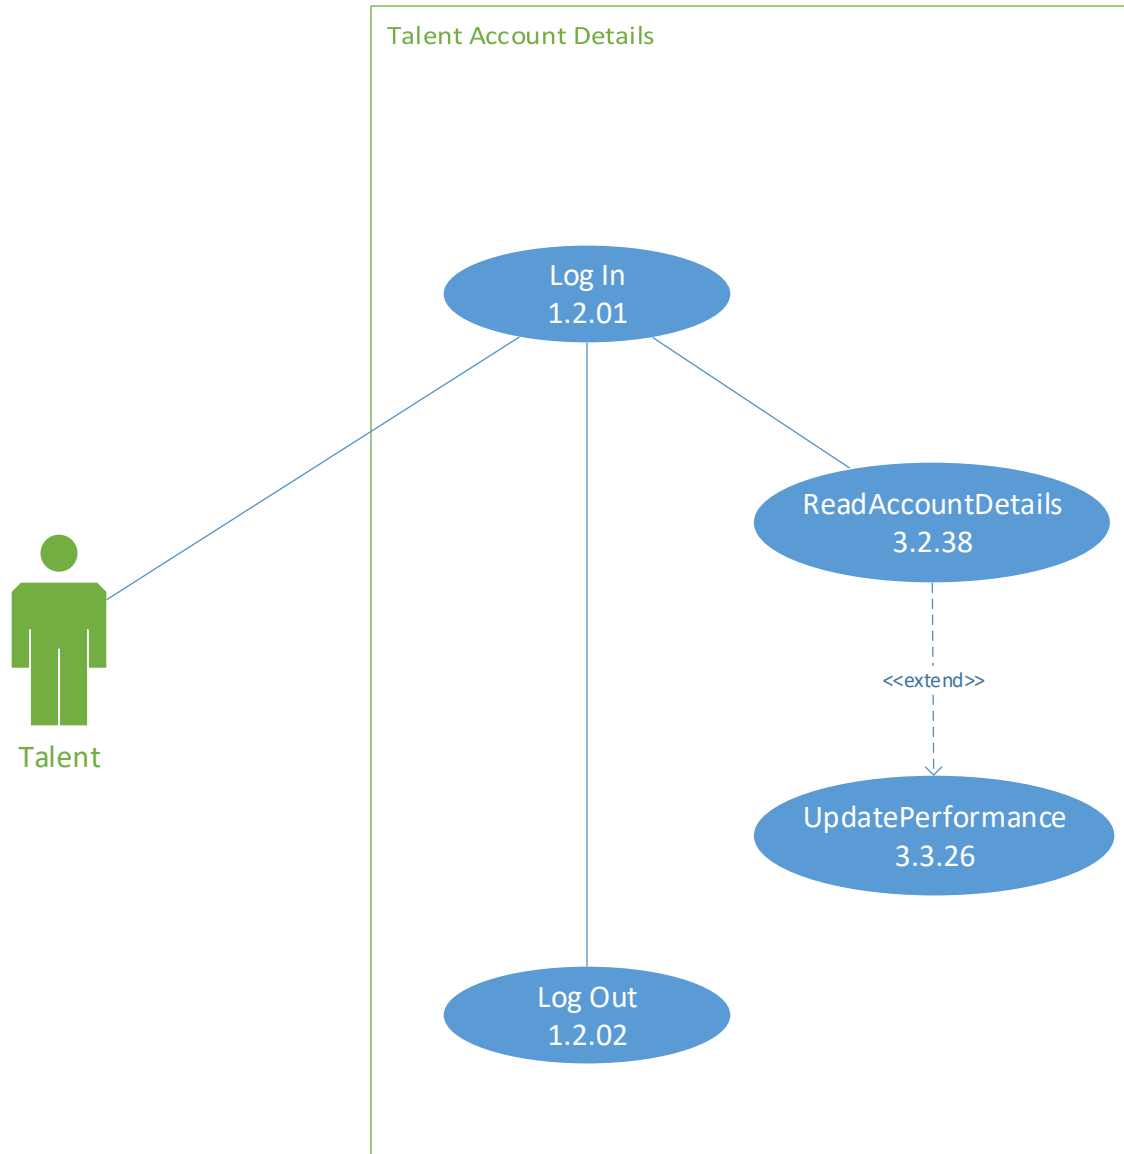 Talent Account Details
Log In
1.2.01
ReadAccountDetails
3.2.38
<<extend>>
Talent
UpdatePerformance
3.3.26
Log Out
1.2.02